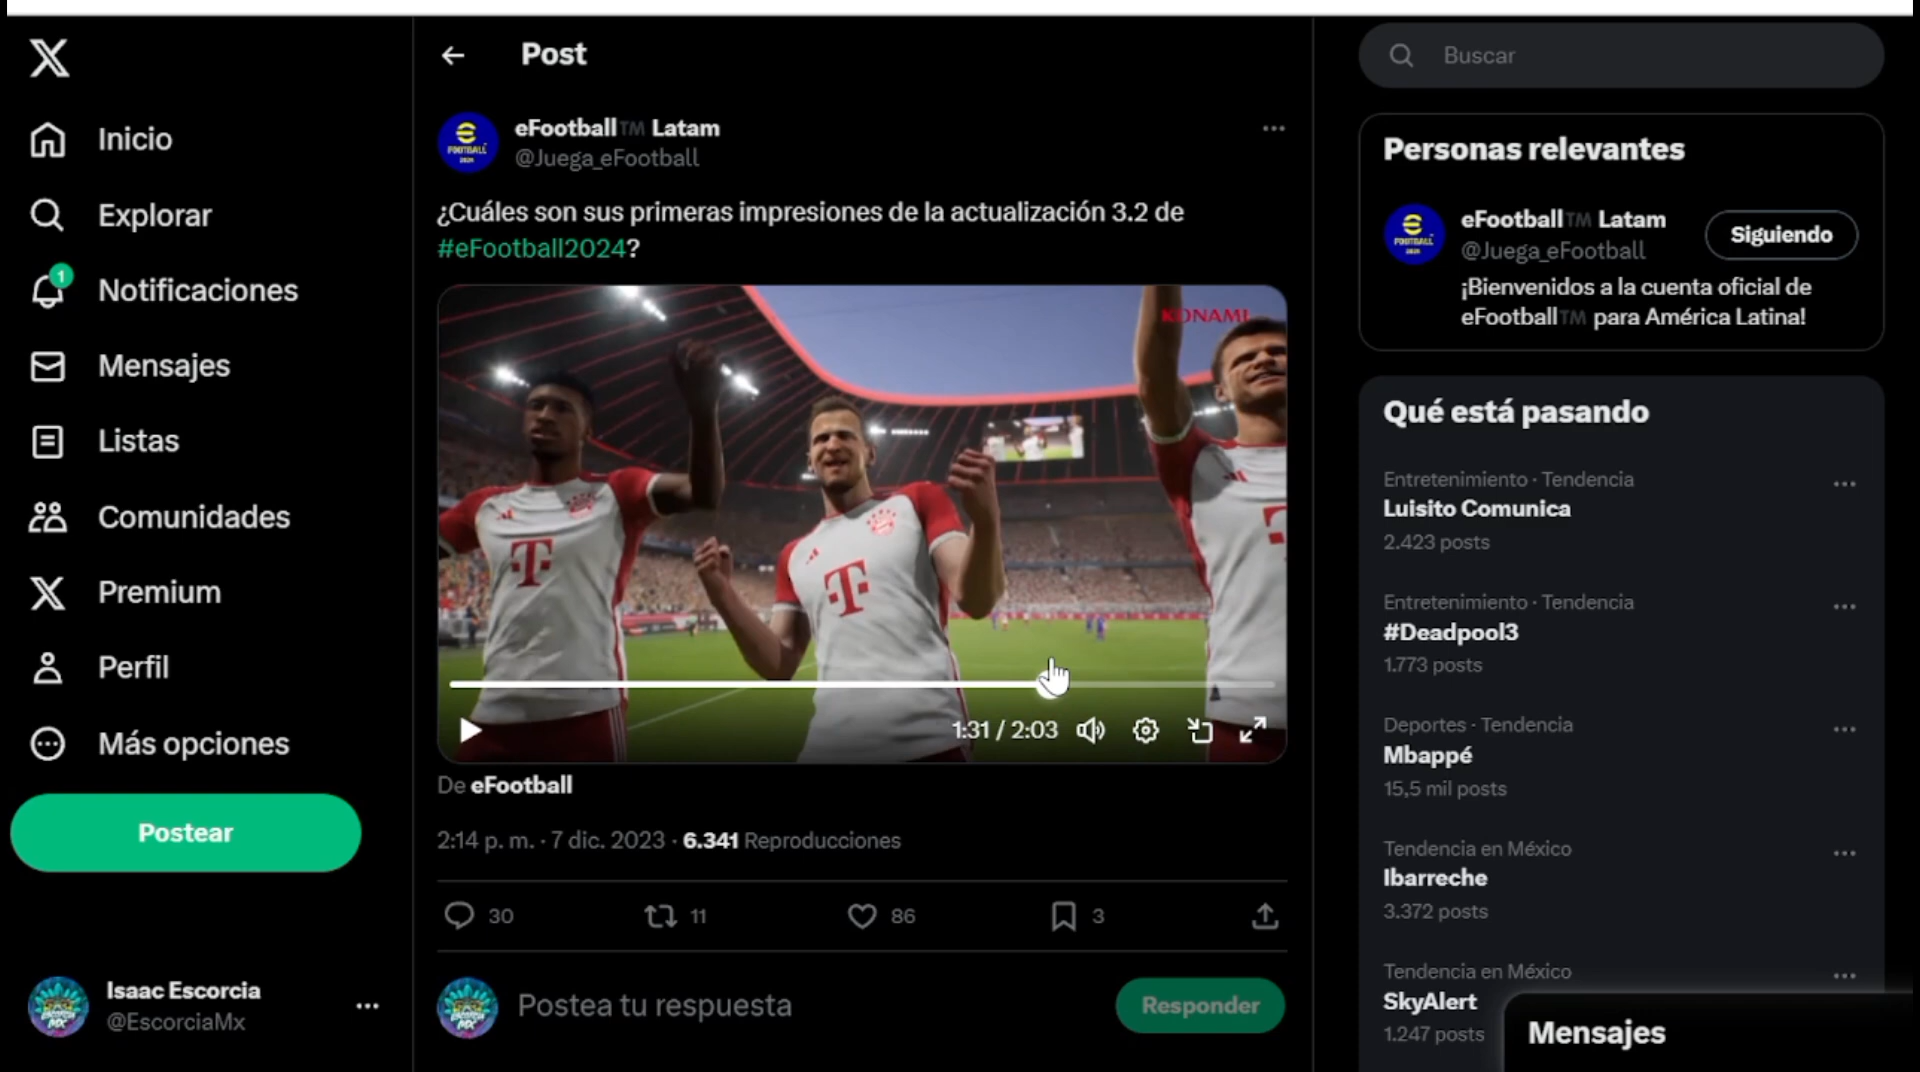 Inicio
Explorar
1
Notificaciones
Mensajes
Listas
Comunidades
Premium
Perfil
Más opciones
Postear
Isaac Escorcia
@EscorciaMx
Post
eFootball™ Latam
@Juega_eFootball
¿Cuáles son sus primeras impresiones de la actualización 3.2 de
#eFootball2024?
KONAMI
T
T
1:31 / 2:03
De eFootball
2:14 p. m. · 7 dic. 2023 · 6.341 Reproducciones
30
11
86
3
Postea tu respuesta
Responder
Buscar
Personas relevantes
eFootball™ Latam
@Juega_eFootball
Siguiendo
¡Bienvenidos a la cuenta oficial de
eFootball™ para América Latina!
Qué está pasando
Entretenimiento · Tendencia
Luisito Comunica
2.423 posts
Entretenimiento · Tendencia
#Deadpool3
1.773 posts
Deportes · Tendencia
Mbappé
15,5 mil posts
Tendencia en México
Ibarreche
3.372 posts
Tendencia en México
SkyAlert
1.247 posts
Mensajes